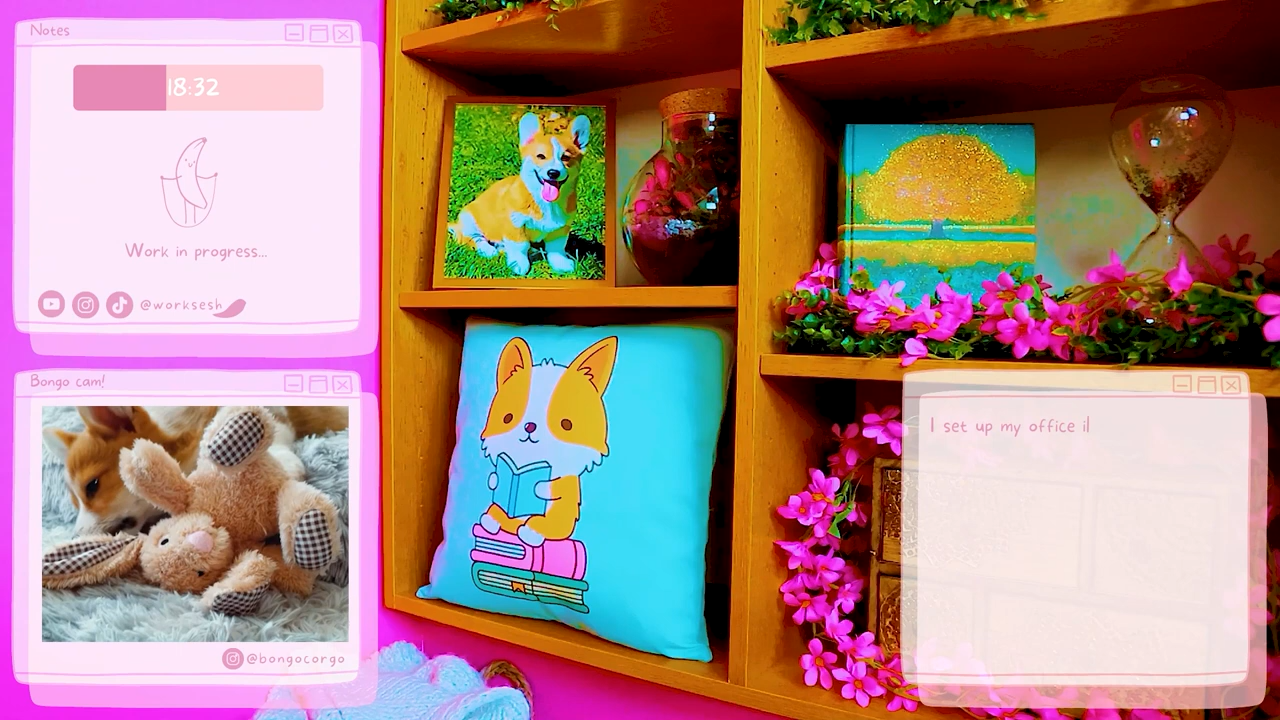 Notes
18:32
Work in progress...
@worksesh
Bongo cam!
@bongocorgo
I set up my office i